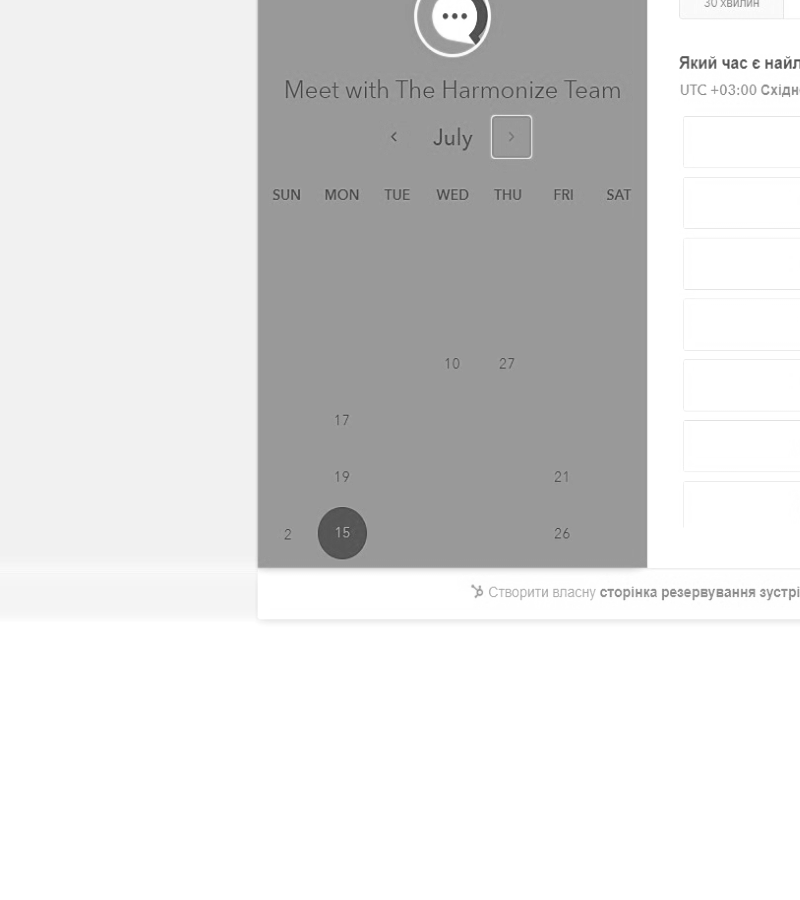 30 хвилин
Який час є найл
UTC +03:00 Східн
Meet with The Harmonize Team
July
SUN MON TUE WED THU FRI SAT
10 27
17
19 21
2 15 26
Створити власну сторінка резервування зустрі